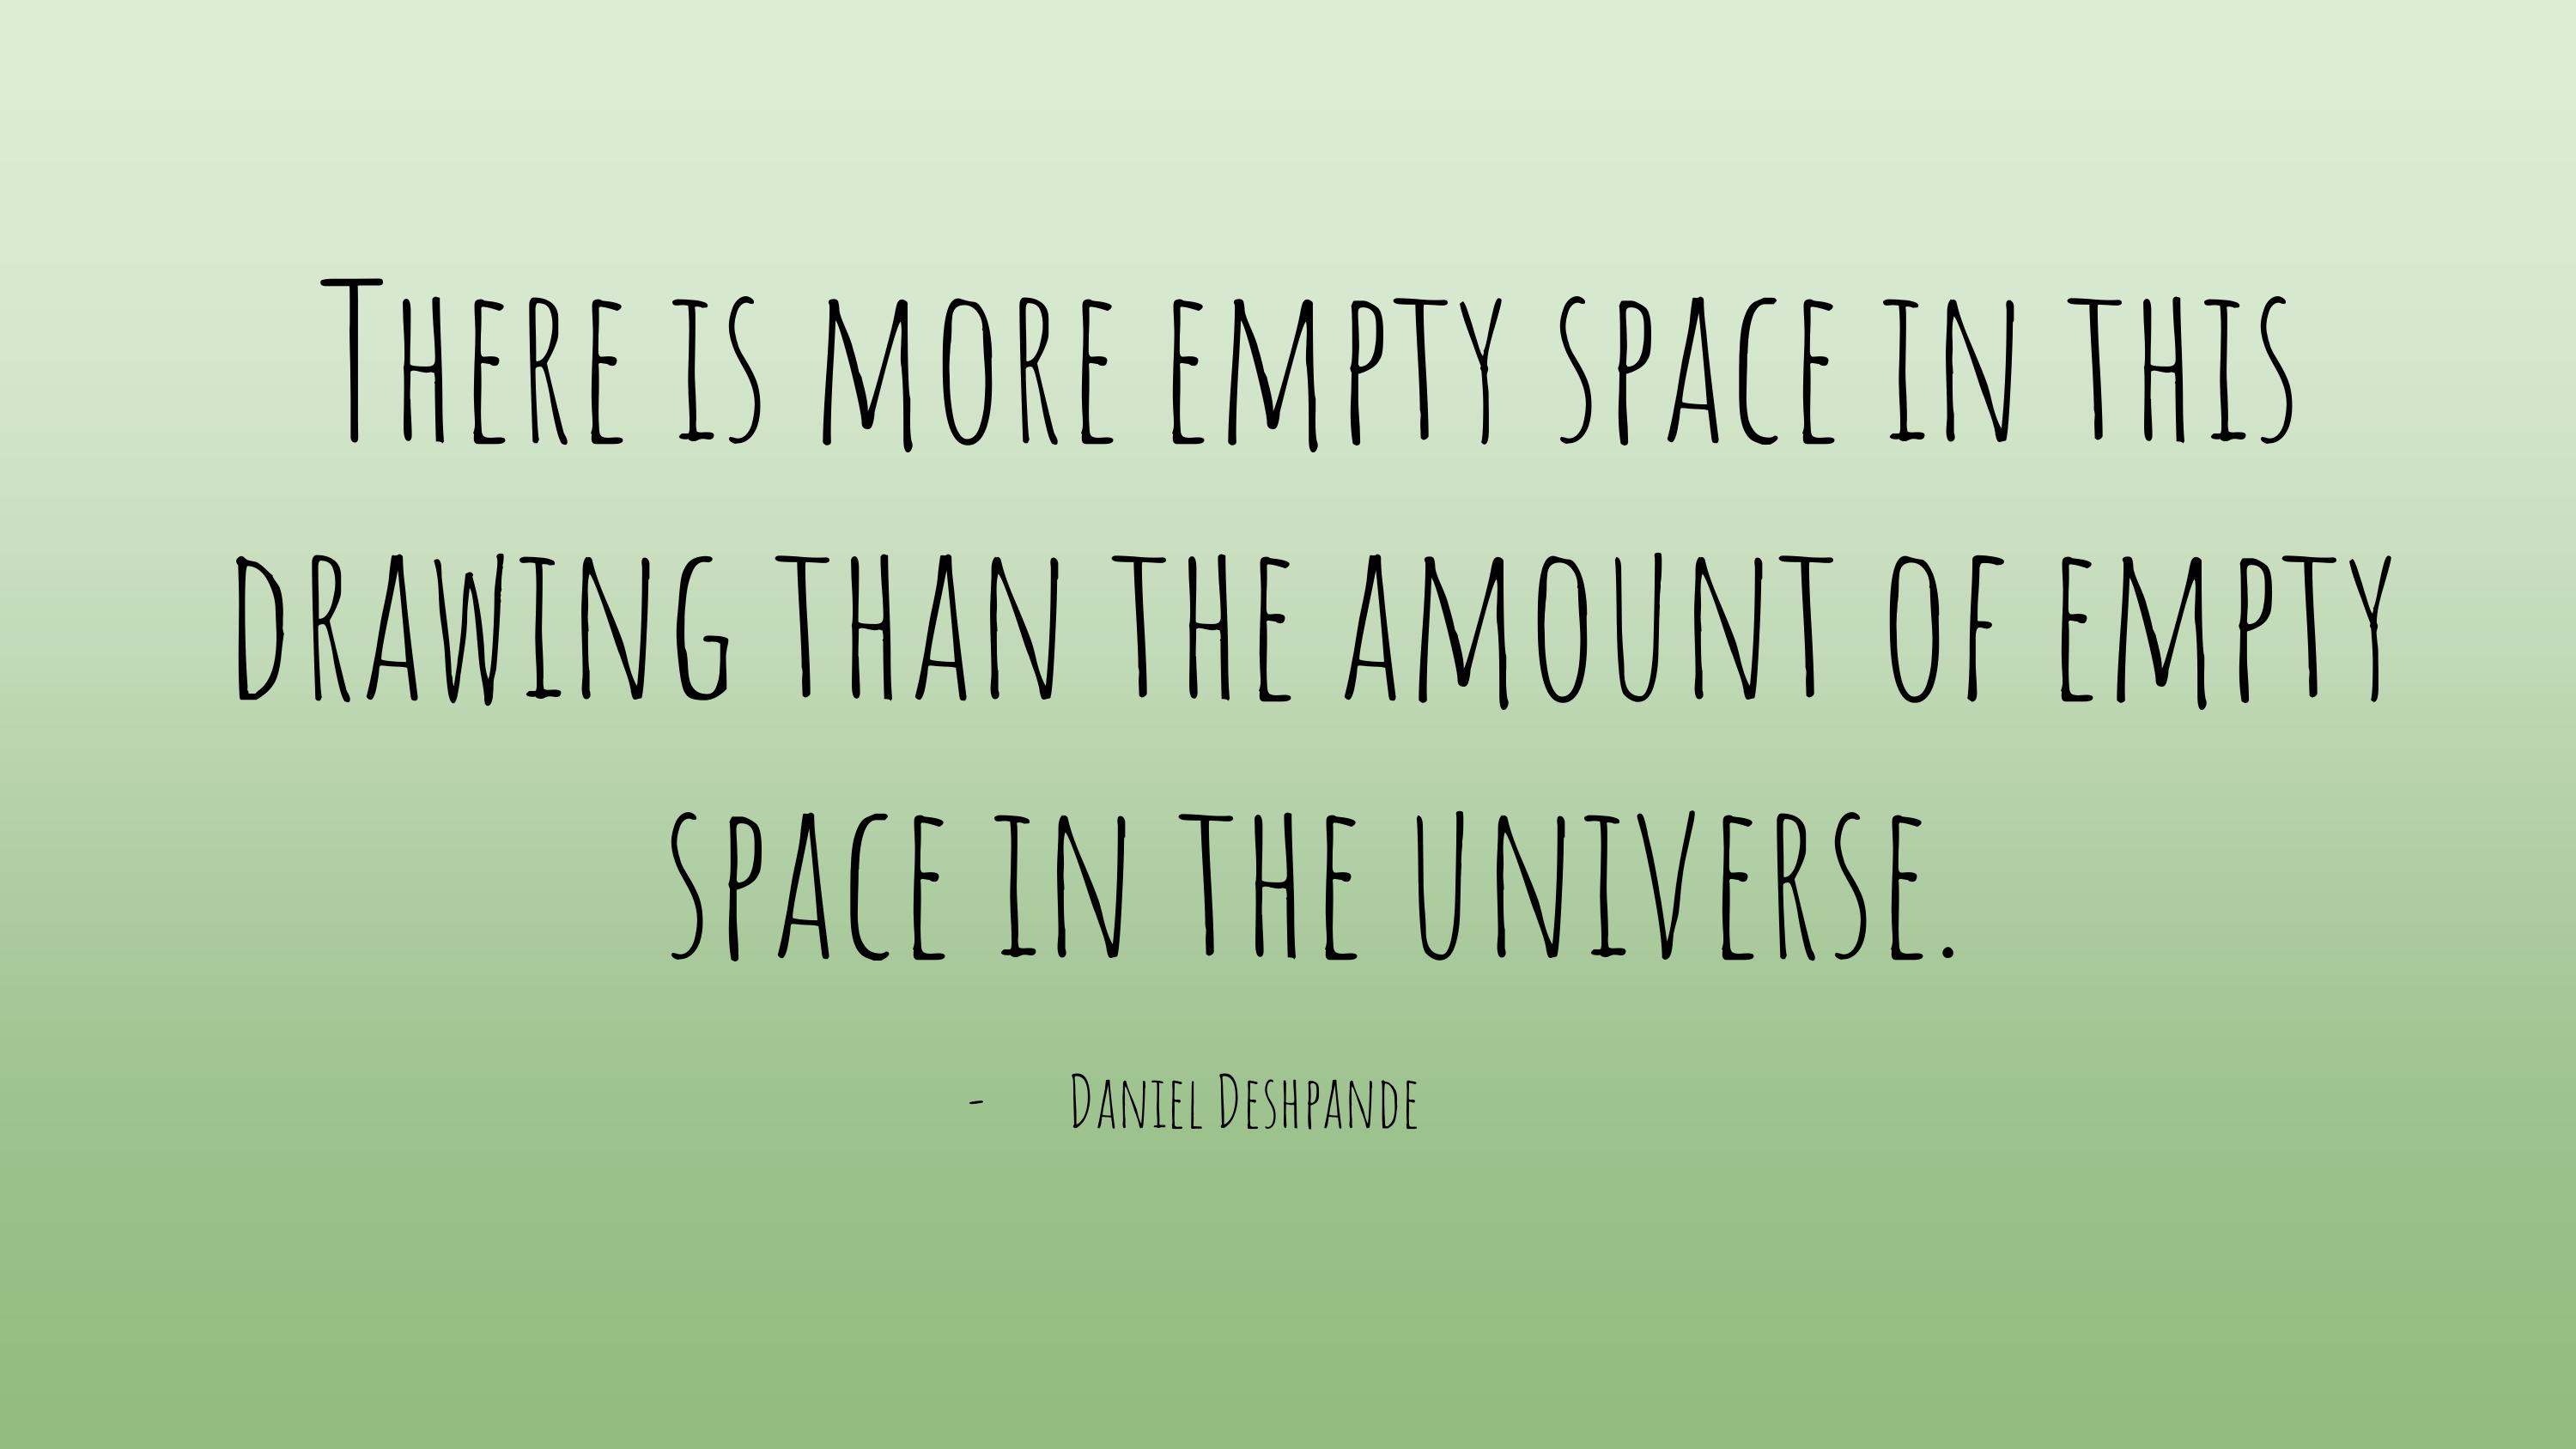 There is more empty space in this
drawing than the amount of empty
space in the universe.
- Daniel Deshpande